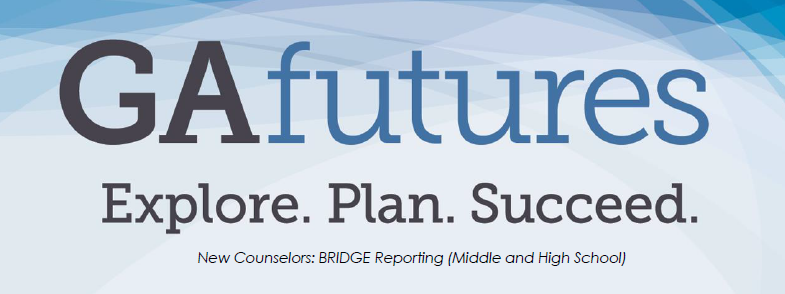 GAfutures
Explore. Plan. Succeed.
New Counselors: BRIDGE Reporting (Middle and High School)